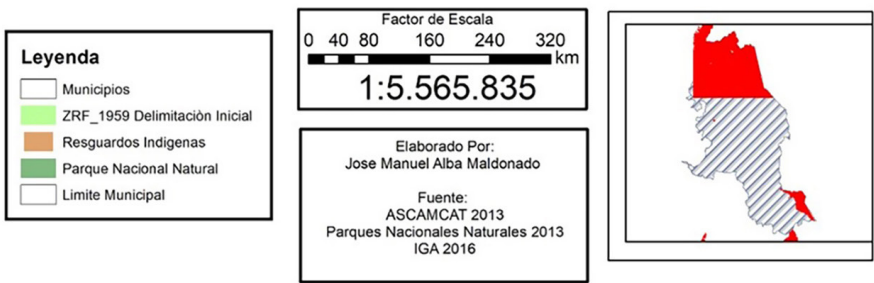 Leyenda
Municipios
ZRF_1959 Delimitaciòn Inicial
Resguardos Indigenas
Parque Nacional Natural
Limite Municipal
Factor de Escala
0 40 80 160 240 320
km
1:5.565.835
Elaborado Por:
Jose Manuel Alba Maldonado
Fuente:
ASCAMCAT 2013
Parques Nacionales Naturales 2013
IGA 2016